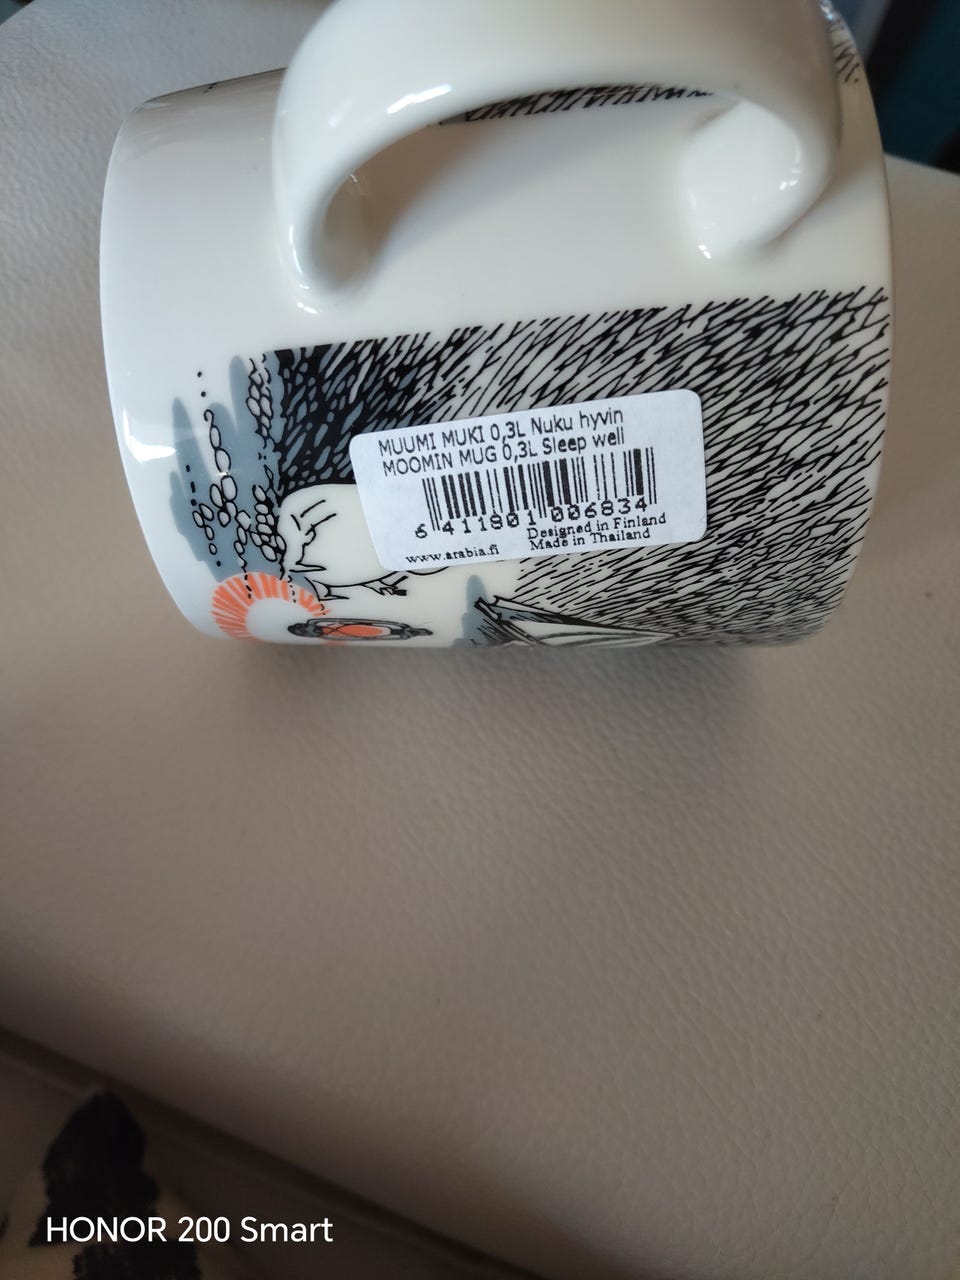 MUUMI MUKI 0,3L Nuku hyvin
MOOMIN MUG 0,3L Sleep well
6 411801 006834
Designed in Finland
www.arabia.fi Made in Thailand
HONOR 200 Smart